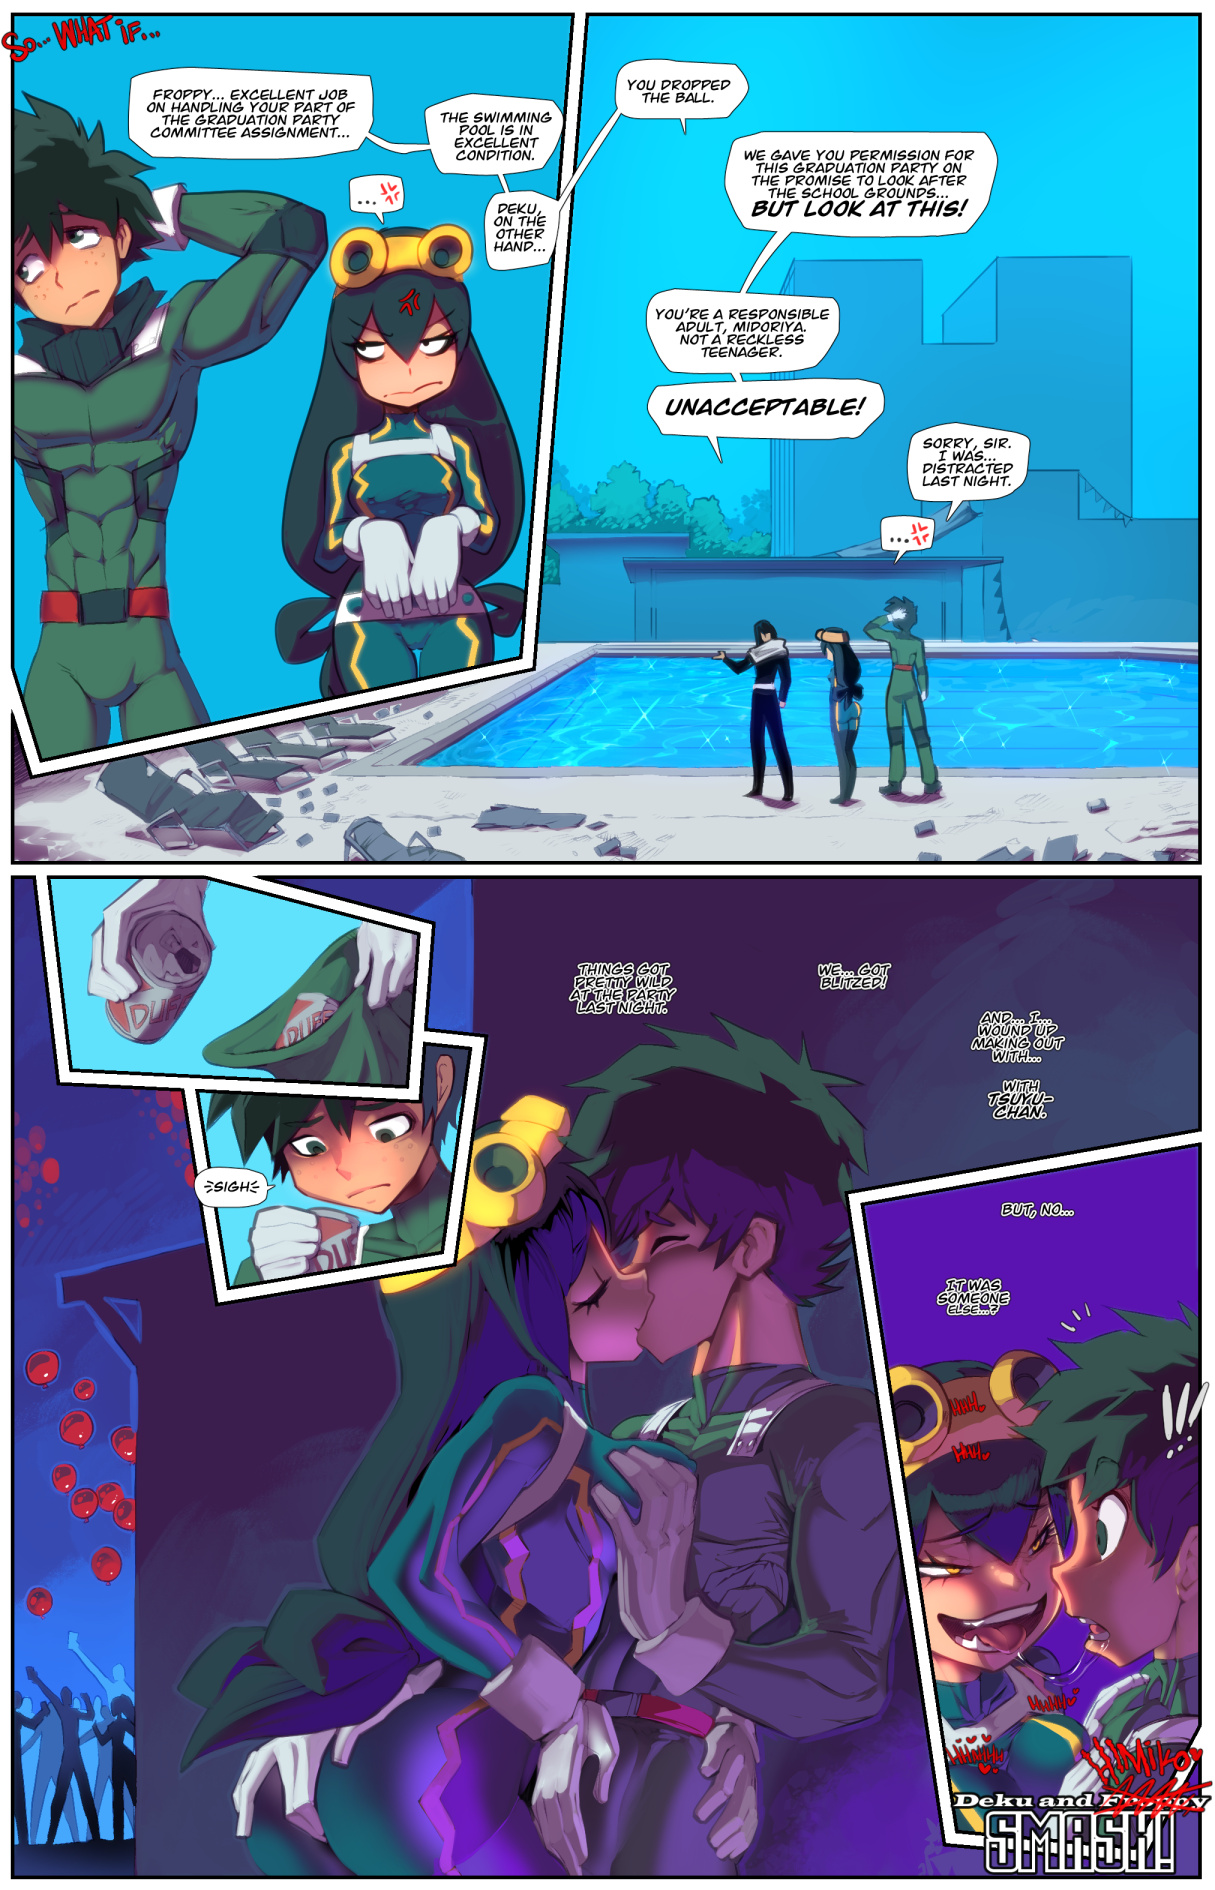 So... WHAT iF...
FROPPY... EXCELLENT JOB
ON HANDLING YOUR PART OF
THE GRADUATION PARTY
COMMITTEE ASSIGNMENT...
THE SWIMMING
POOL IS IN
EXCELLENT
CONDITION.
...
DEKU,
ON THE
OTHER
HAND...
YOU DROPPED
THE BALL.
WE GAVE YOU PERMISSION FOR
THIS GRADUATION PARTY ON
THE PROMISE TO LOOK AFTER
THE SCHOOL GROUNDS...
BUT LOOK AT THIS!
YOU'RE A RESPONSIBLE
ADULT, MIDORIYA.
NOT A RECKLESS
TEENAGER.
UNACCEPTABLE!
SORRY, SIR.
I WAS...
DISTRACTED
LAST NIGHT.
...
DUFF
DUFF
SIGH
DUFF
THINGS GOT
PRETTY WILD
AT THE PARTY
LAST NIGHT.
WE... GOT
BLITZED!
AND... I...
WOUND UP
MAKING OUT
WITH...
WITH
TSUYU-
CHAN.
BUT, NO...
IT WAS
SOMEONE
ELSE...?
HHH♥
HHH♥
HHHHH♥
HHHHHHH
HIMIKO♥
Deku and Froppy
SMASH!